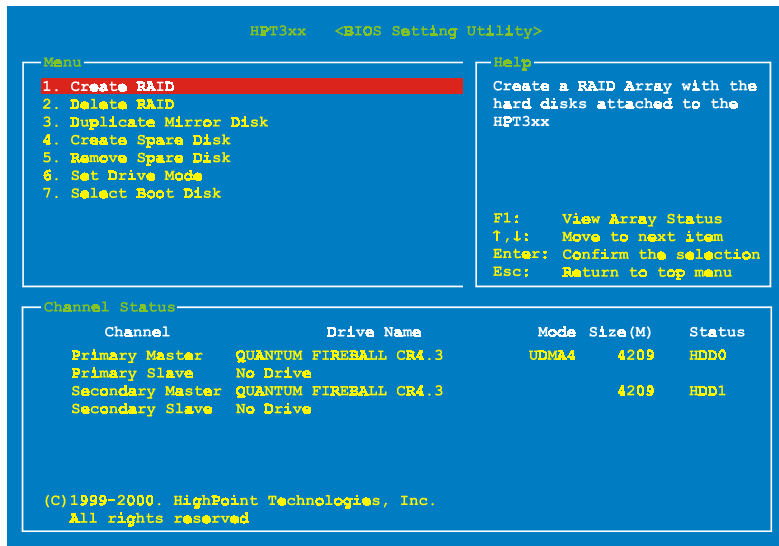 HPT3xx <BIOS Setting Utility>
Menu
1. Create RAID
2. Delete RAID
3. Duplicate Mirror Disk
4. Create Spare Disk
5. Remove Spare Disk
6. Set Drive Mode
7. Select Boot Disk
Help
Create a RAID Array with the
hard disks attached to the
HPT3xx
F1: View Array Status
↑,↓: Move to next item
Enter: Confirm the selection
Esc: Return to top menu
Channel Status
Channel Drive Name Mode Size(M) Status
Primary Master QUANTUM FIREBALL CR4.3 UDMA4 4209 HDD0
Primary Slave No Drive
Secondary Master QUANTUM FIREBALL CR4.3 4209 HDD1
Secondary Slave No Drive
(C)1999-2000. HighPoint Technologies, Inc.
All rights reserved